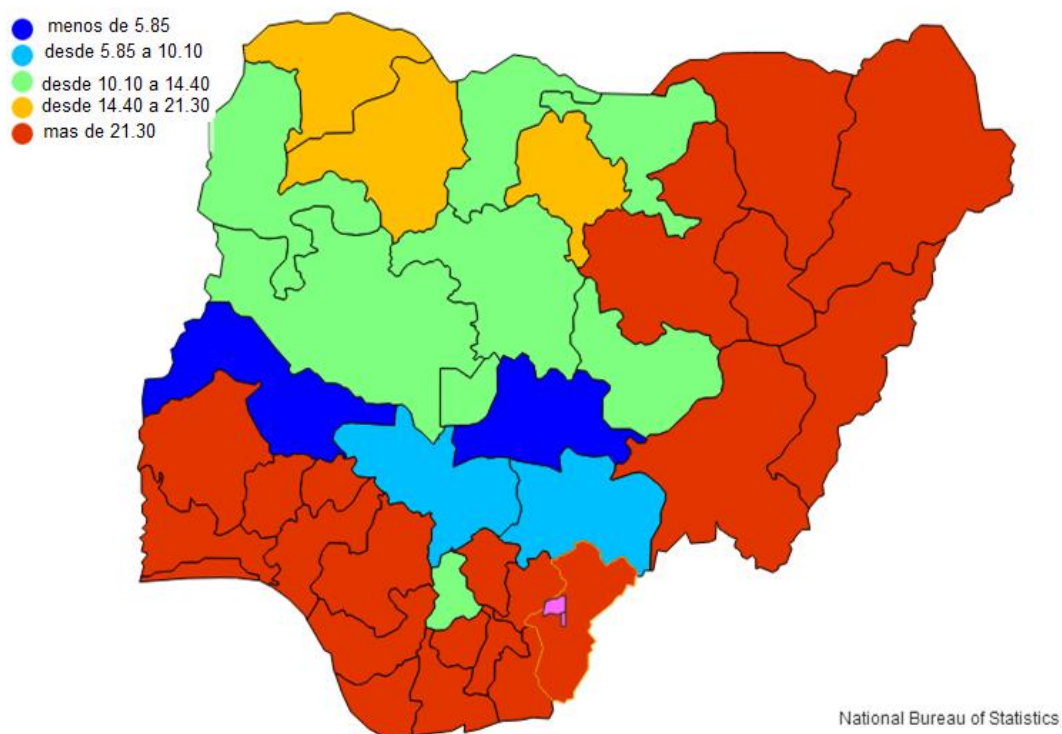 menos de 5.85
desde 5.85 a 10.10
desde 10.10 a 14.40
desde 14.40 a 21.30
mas de 21.30
National Bureau of Statistics